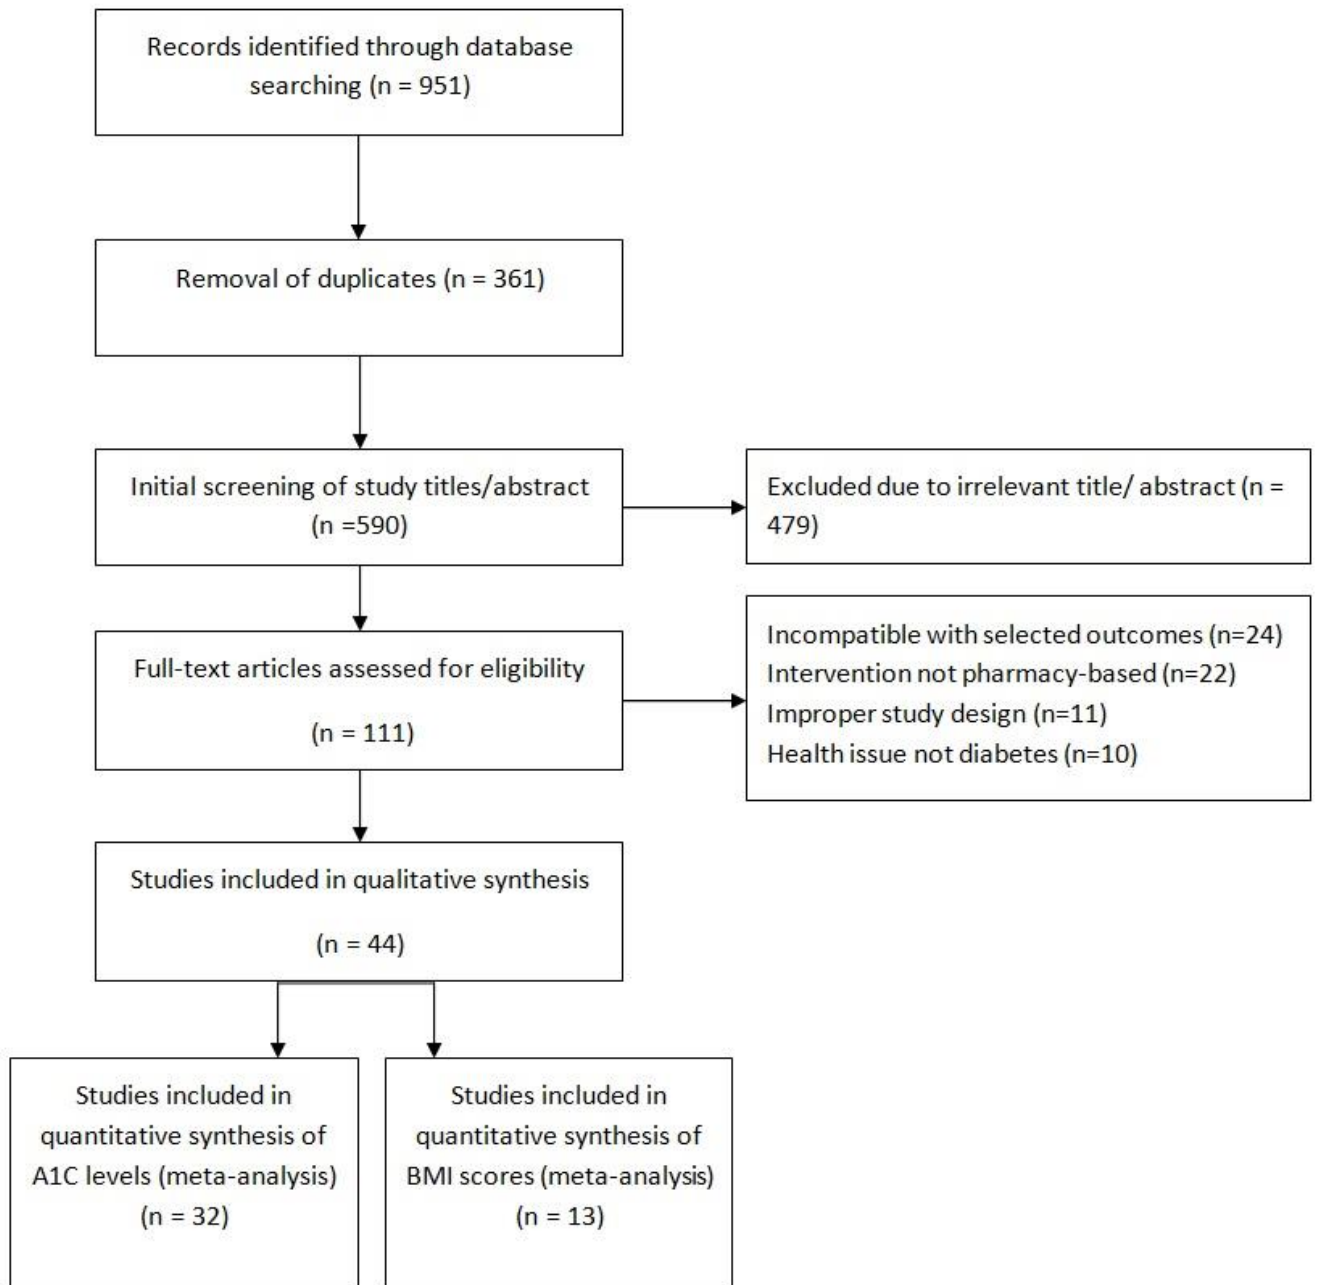 Records identified through database
searching (n = 951)
Removal of duplicates (n = 361)
Initial screening of study titles/abstract
(n =590)
Excluded due to irrelevant title/ abstract (n =
479)
Full-text articles assessed for eligibility
(n = 111)
Incompatible with selected outcomes (n=24)
Intervention not pharmacy-based (n=22)
Improper study design (n=11)
Health issue not diabetes (n=10)
Studies included in qualitative synthesis
(n = 44)
Studies included in
quantitative synthesis of
A1C levels (meta-analysis)
(n = 32)
Studies included in
quantitative synthesis of
BMI scores (meta-analysis)
(n = 13)